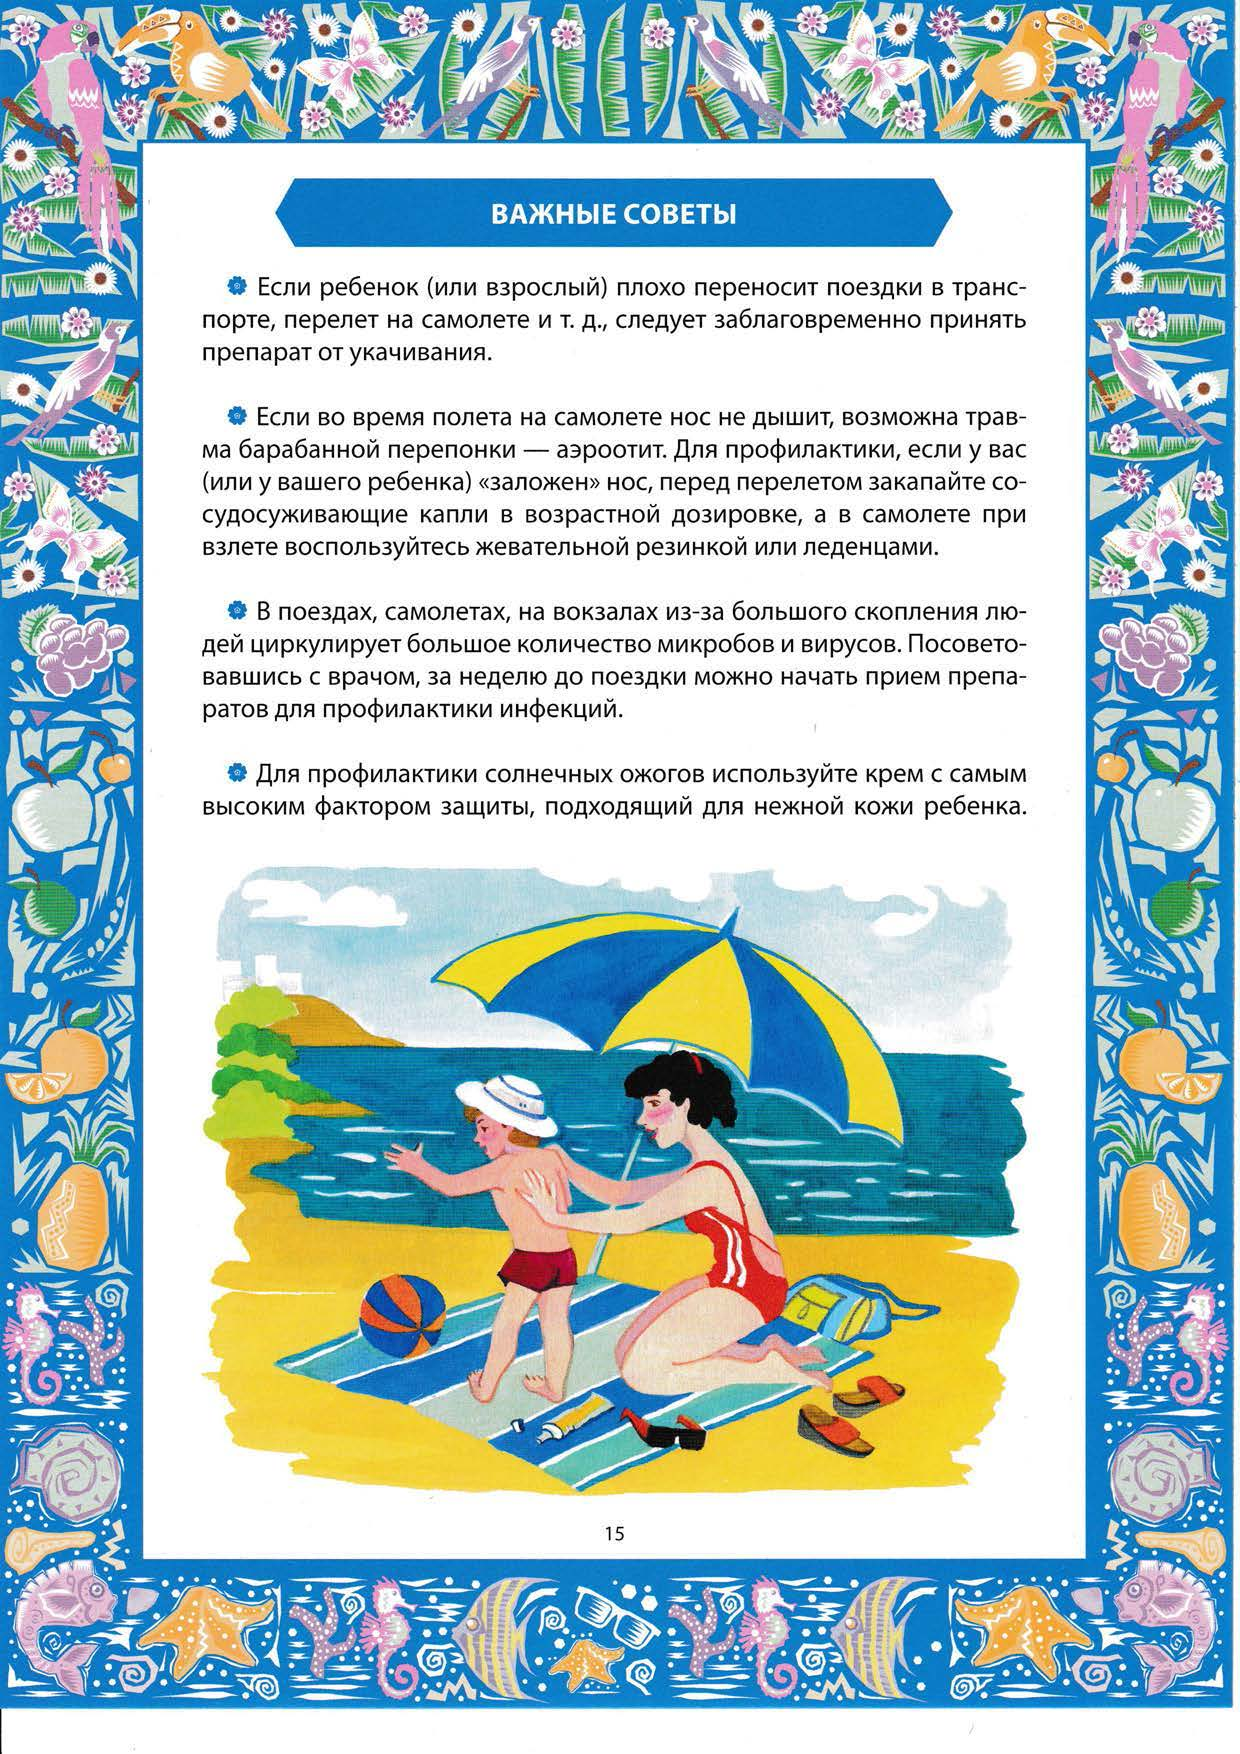 ВАЖНЫЕ СОВЕТЫ
Если ребенок (или взрослый) плохо переносит поездки в транс-
порте, перелет на самолете и т. д., следует заблаговременно принять
препарат от укачивания.
Если во время полета на самолете нос не дышит, возможна трав-
ма барабанной перепонки — аэроотит. Для профилактики, если у вас
(или у вашего ребенка) «заложен» нос, перед перелетом закапайте со-
судосуживающие капли в возрастной дозировке, а в самолете при
взлете воспользуйтесь жевательной резинкой или леденцами.
В поездах, самолетах, на вокзалах из-за большого скопления лю-
дей циркулирует большое количество микробов и вирусов. Посовето-
вавшись с врачом, за неделю до поездки можно начать прием препа-
ратов для профилактики инфекций.
Для профилактики солнечных ожогов используйте крем с самым
высоким фактором защиты, подходящий для нежной кожи ребенка.
15